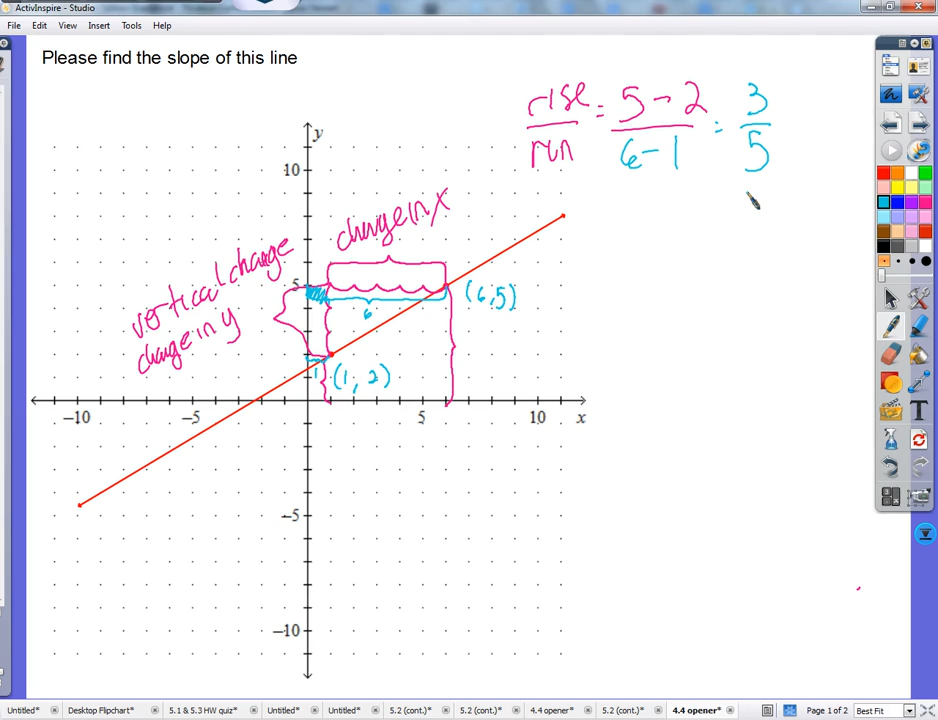 ActivInspire - Studio
File Edit View Insert Tools Help
Please find the slope of this line
rise = 5 - 2 = 3
run 6 - 1 5
y
10
change in x
vertical change
change in y
5
6
(6,5)
1
(1, 2)
-10 -5 5 10 x
-5
-10
Untitled* Desktop Flipchart* 5.1 & 5.3 HW quiz* Untitled* Untitled* 5.2 (cont.)* 5.2 (cont.)* 4.4 opener* 5.2 (cont.)* 4.4 opener* Page 1 of 2 Best Fit